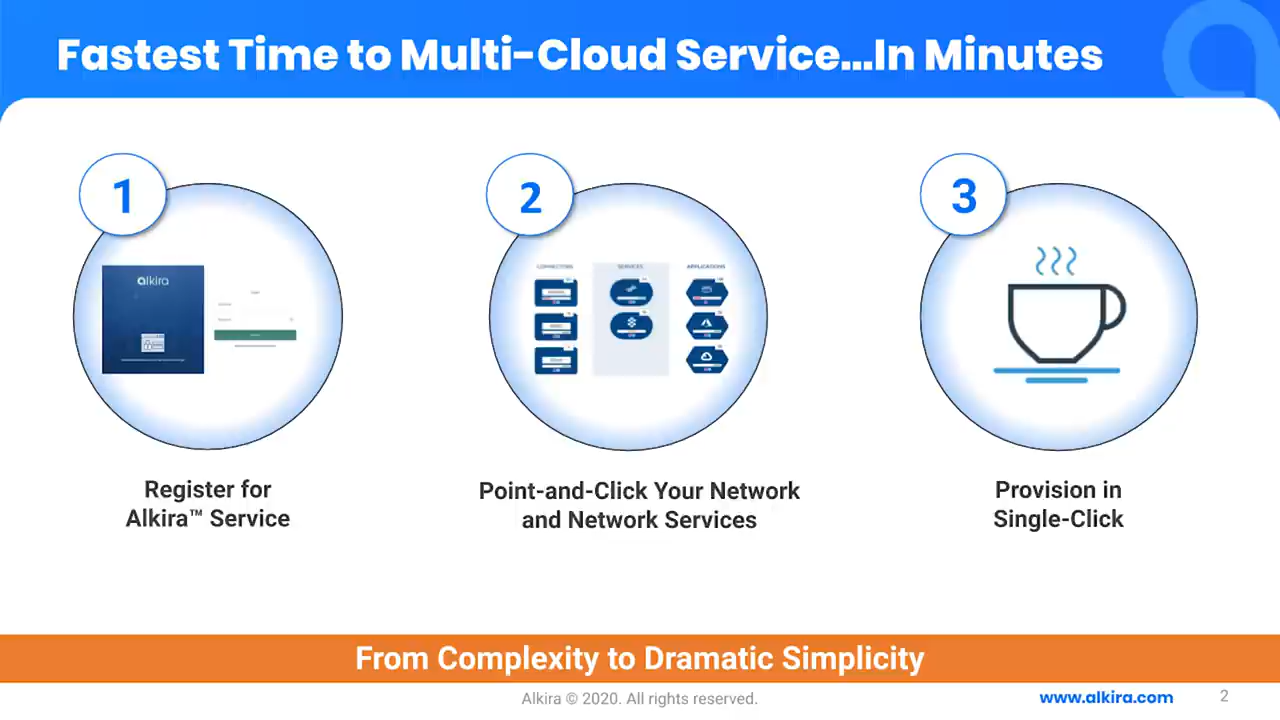 Fastest Time to Multi-Cloud Service...In Minutes
1
2
3
alkira
CONNECTORS
SERVICES
APPLICATIONS
Register for
Alkira™ Service
Point-and-Click Your Network
and Network Services
Provision in
Single-Click
From Complexity to Dramatic Simplicity
Alkira © 2020. All rights reserved.
www.alkira.com
2